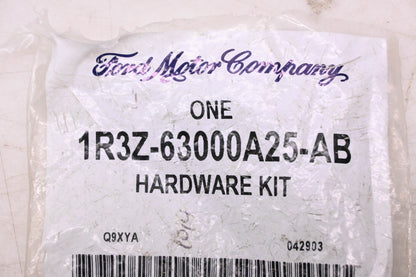 Ford Motor Company
ONE
1R3Z-63000A25-AB
HARDWARE KIT
Q9XYA 042903